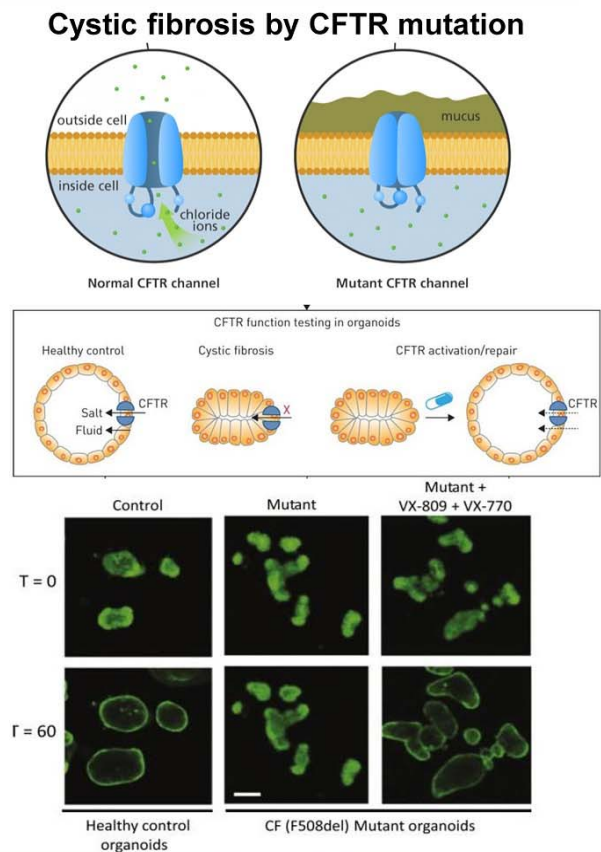 Cystic fibrosis by CFTR mutation
outside cell
inside cell
chloride
ions
mucus
Normal CFTR channel
Mutant CFTR channel
CFTR function testing in organoids
Healthy control
Cystic fibrosis
CFTR activation/repair
CFTR
Salt
Fluid
X
CFTR
Control
Mutant
Mutant +
VX-809 + VX-770
T = 0
Γ = 60
Healthy control
organoids
CF (F508del) Mutant organoids